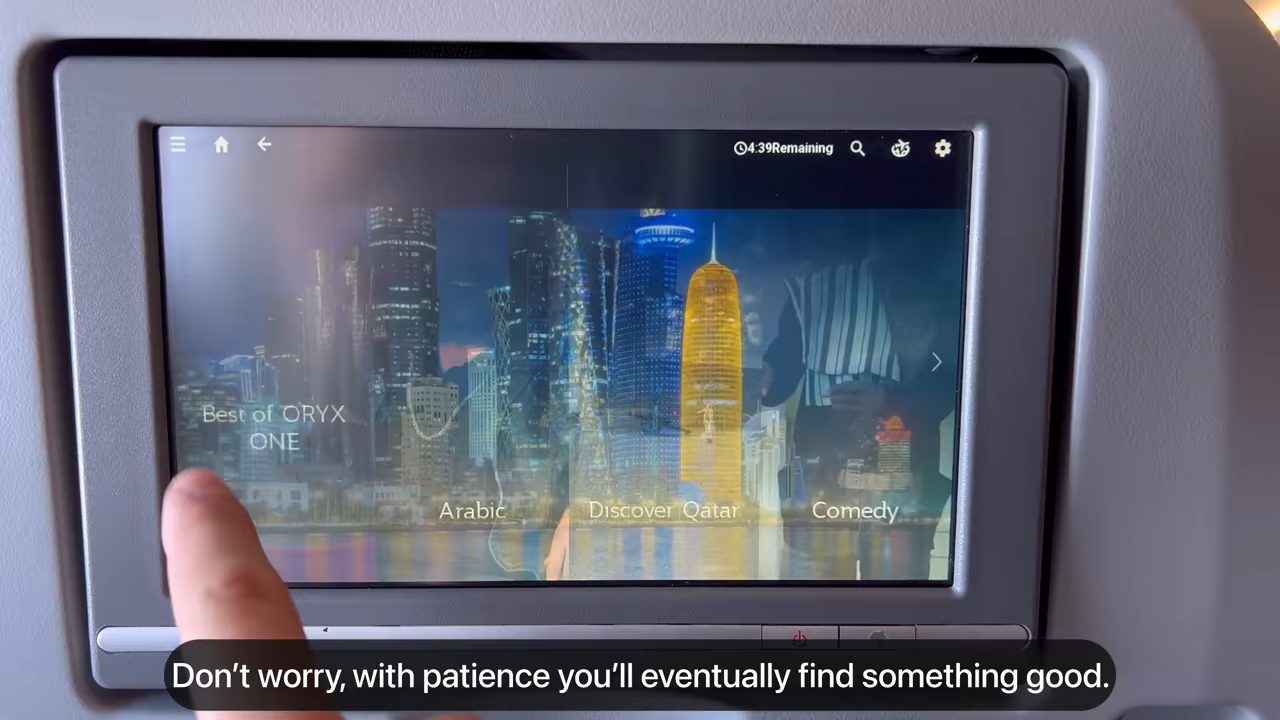 4:39Remaining
Best of ORYX
ONE
Arabic
Discover Qatar
Comedy
Don’t worry, with patience you’ll eventually find something good.